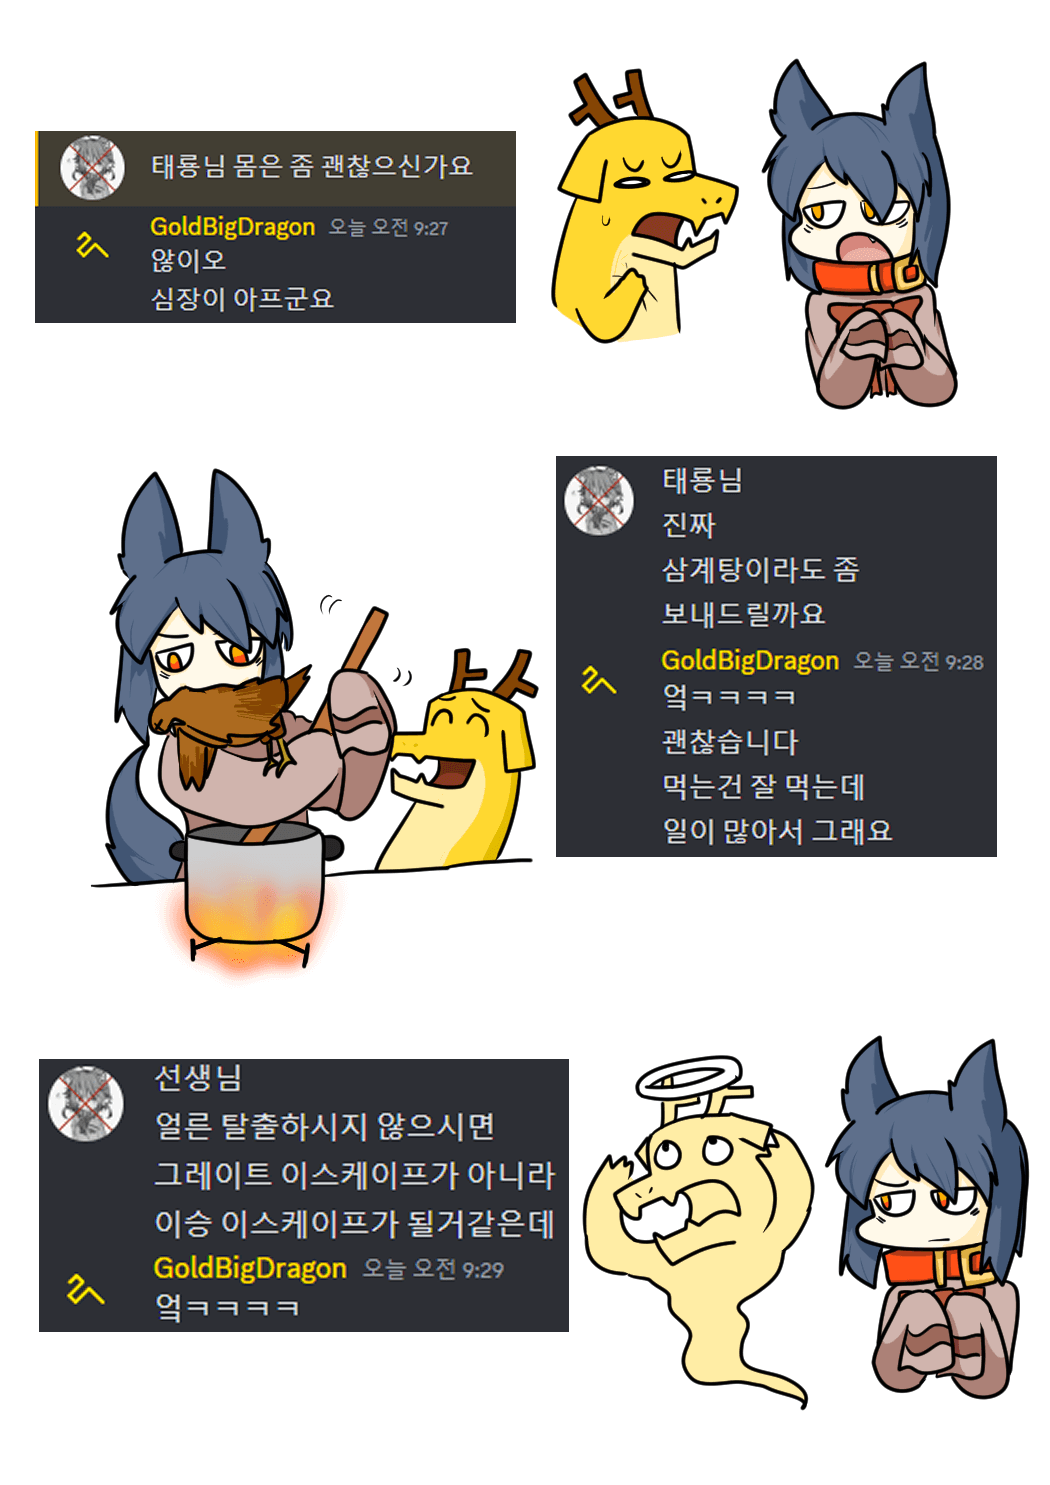 태룡님 몸은 좀 괜찮으신가요
GoldBigDragon 오늘 오전 9:27
않이오
심장이 아프군요
태룡님
진짜
삼계탕이라도 좀
보내드릴까요
GoldBigDragon 오늘 오전 9:28
엌ㅋㅋㅋㅋ
괜찮습니다
먹는건 잘 먹는데
일이 많아서 그래요
선생님
얼른 탈출하시지 않으시면
그레이트 이스케이프가 아니라
이승 이스케이프가 될거같은데
GoldBigDragon 오늘 오전 9:29
엌ㅋㅋㅋㅋ